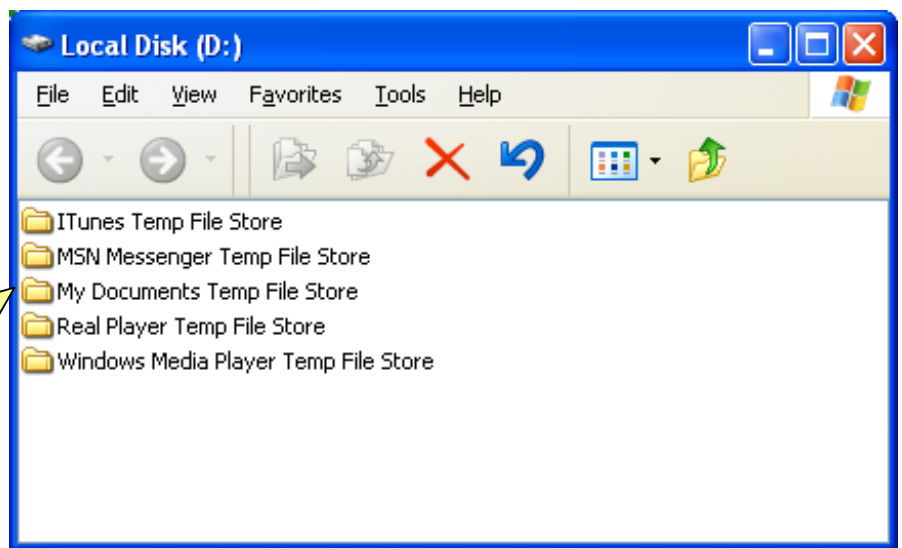 Local Disk (D:)
File Edit View Favorites Tools Help
ITunes Temp File Store
MSN Messenger Temp File Store
My Documents Temp File Store
Real Player Temp File Store
Windows Media Player Temp File Store